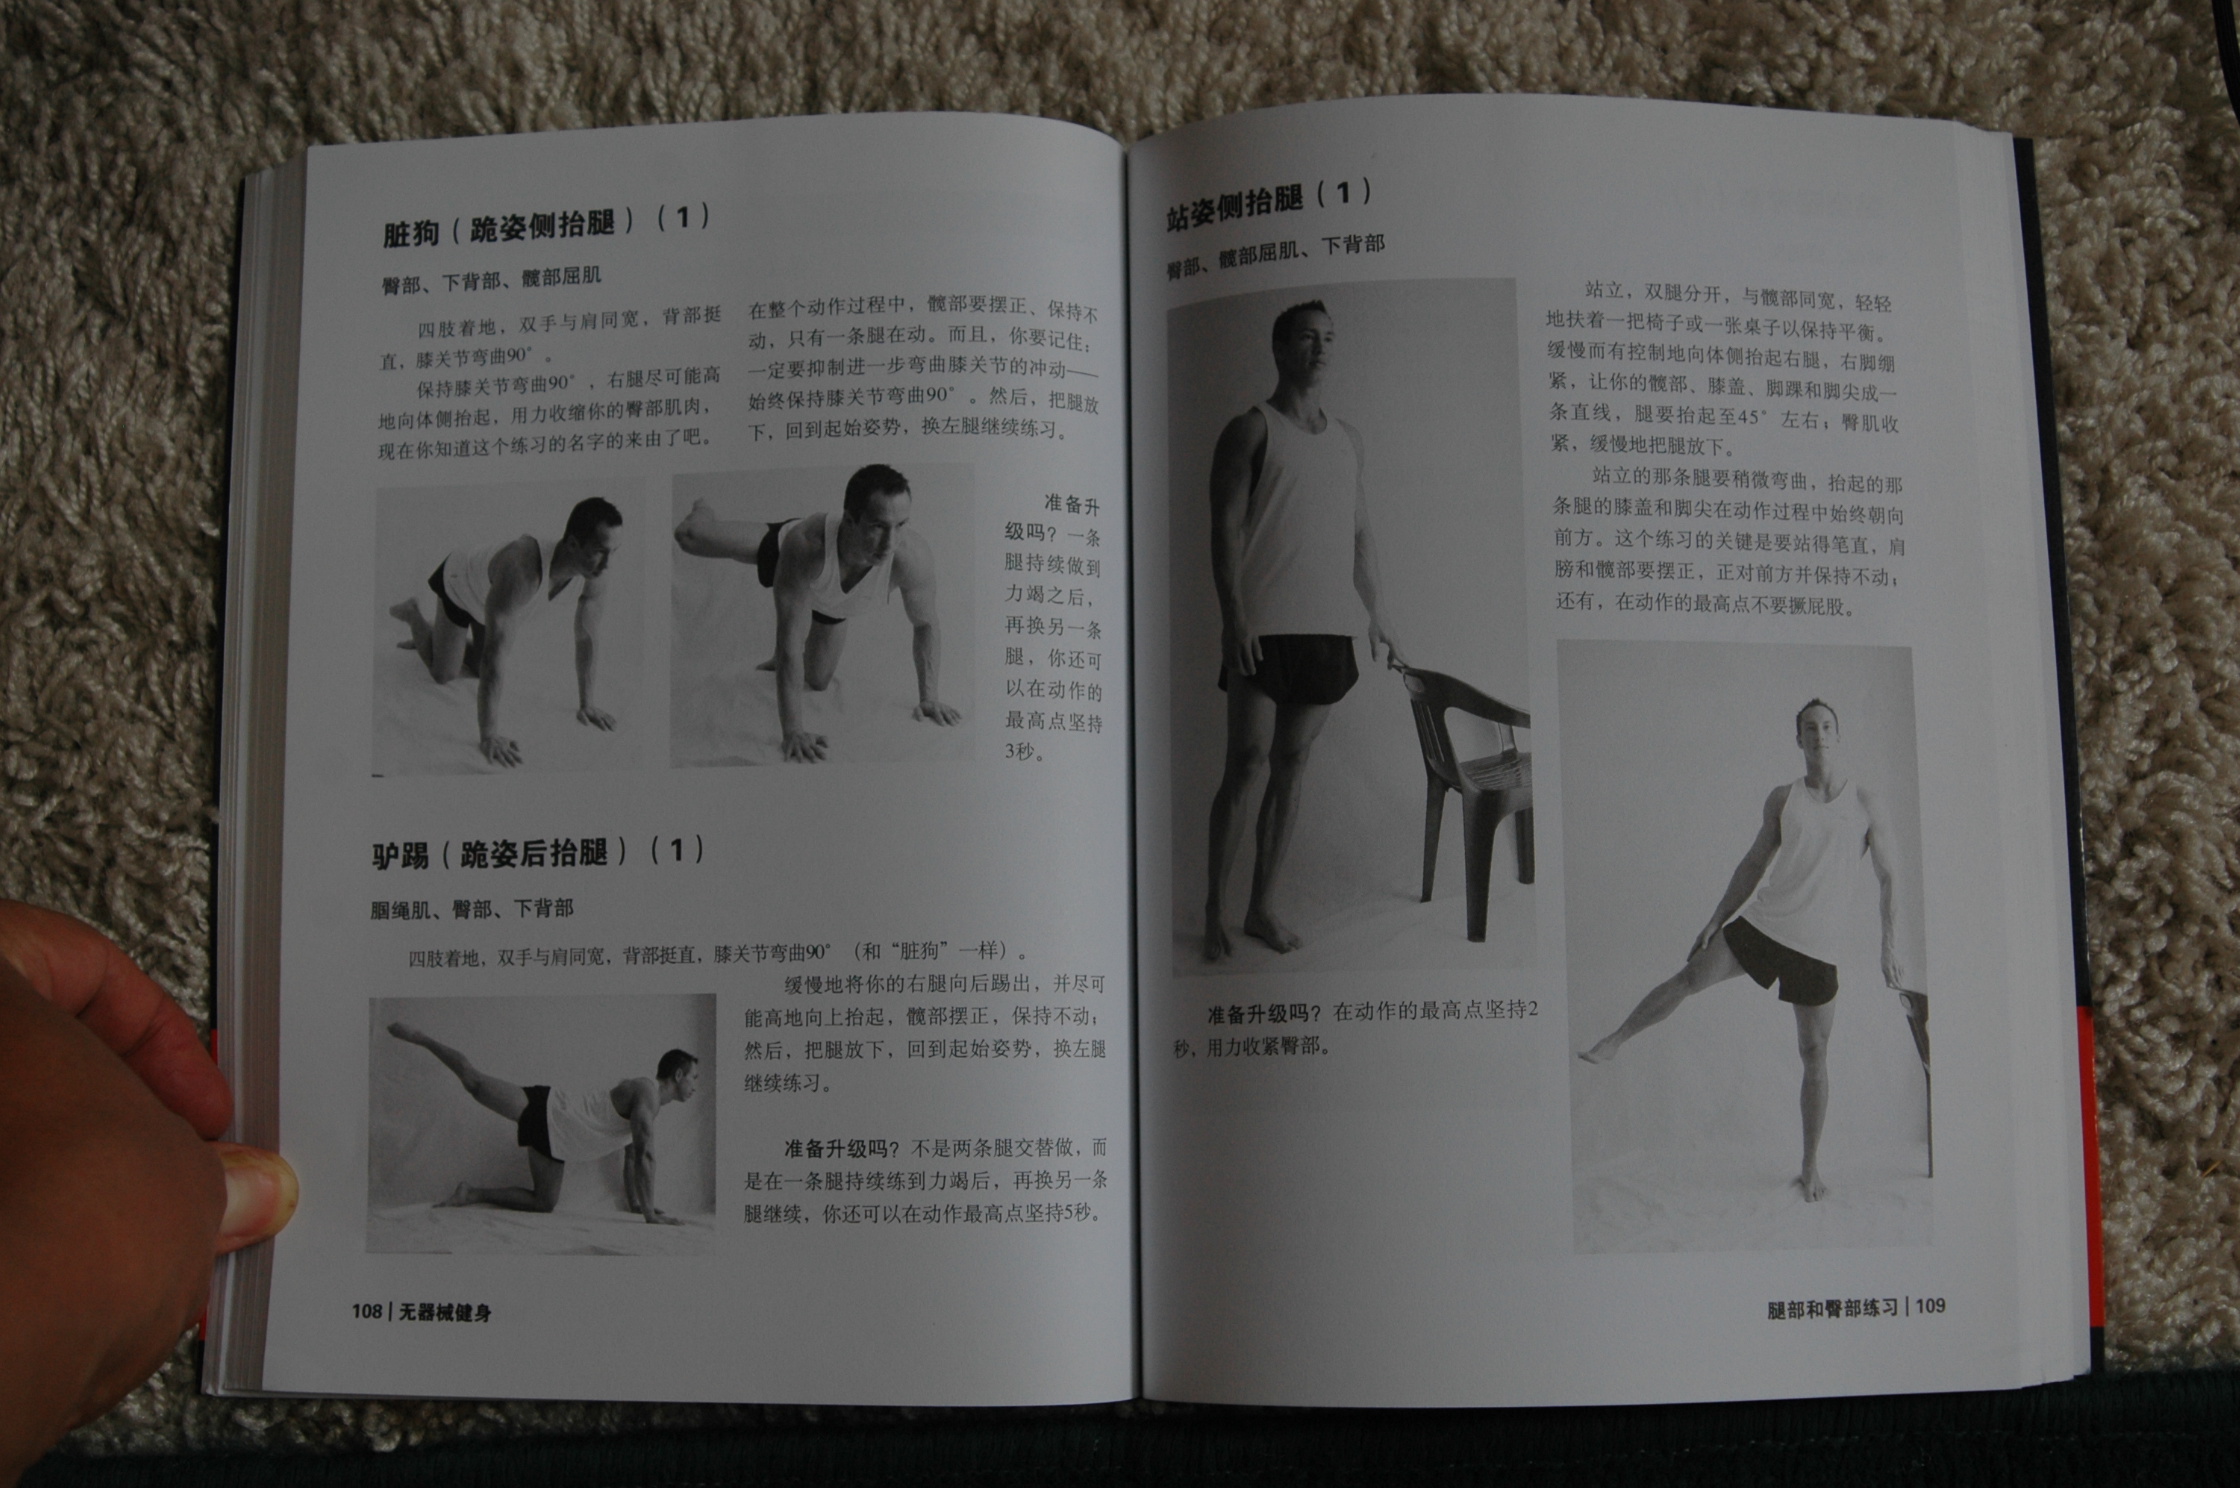 脏狗（跪姿侧抬腿）（1）
臀部、下背部、髋部屈肌
四肢着地，双手与肩同宽，背部挺
直，膝关节弯曲90°。
保持膝关节弯曲90°，右腿尽可能高
地向体侧抬起，用力收缩你的臀部肌肉，
现在你知道这个练习的名字的来由了吧。
在整个动作过程中，髋部要摆正、保持不
动，只有一条腿在动。而且，你要记住：
一定要抑制进一步弯曲膝关节的冲动——
始终保持膝关节弯曲90°。然后，把腿放
下，回到起始姿势，换左腿继续练习。
准备升
级吗？一条
腿持续做到
力竭之后，
再换另一条
腿，你还可
以在动作的
最高点坚持
3秒。
驴踢（跪姿后抬腿）（1）
腘绳肌、臀部、下背部
四肢着地，双手与肩同宽，背部挺直，膝关节弯曲90°（和“脏狗”一样）。
缓慢地将你的右腿向后踢出，并尽可
能高地向上抬起，髋部摆正，保持不动；
然后，把腿放下，回到起始姿势，换左腿
继续练习。
准备升级吗？不是两条腿交替做，而
是在一条腿持续练到力竭后，再换另一条
腿继续，你还可以在动作最高点坚持5秒。
108 | 无器械健身
站姿侧抬腿（1）
臀部、髋部屈肌、下背部
站立，双腿分开，与髋部同宽，轻轻
地扶着一把椅子或一张桌子以保持平衡。
缓慢而有控制地向体侧抬起右腿，右脚绷
紧，让你的髋部、膝盖、脚踝和脚尖成一
条直线，腿要抬起至45°左右；臀肌收
紧，缓慢地把腿放下。
站立的那条腿要稍微弯曲，抬起的那
条腿的膝盖和脚尖在动作过程中始终朝向
前方。这个练习的关键是要站得笔直，肩
膀和髋部要摆正，正对前方并保持不动；
还有，在动作的最高点不要撅屁股。
准备升级吗？在动作的最高点坚持2
秒，用力收紧臀部。
腿部和臀部练习 | 109